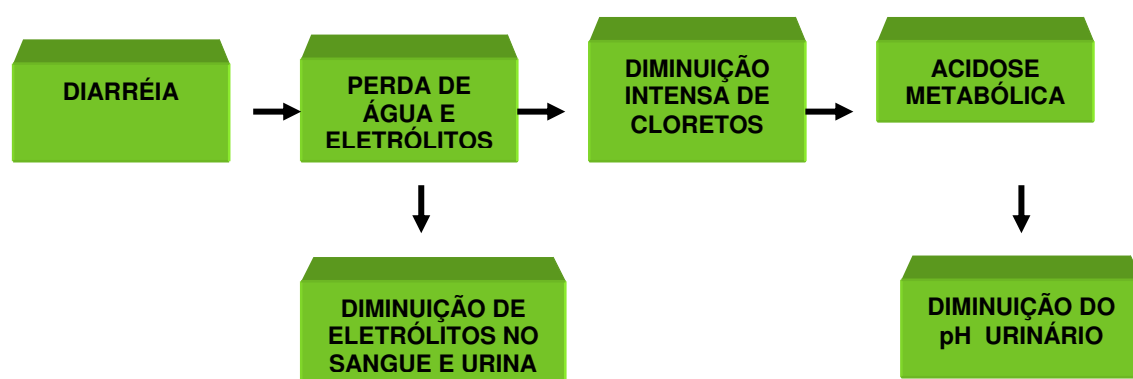 DIARRÉIA
PERDA DE
ÁGUA E
ELETRÓLITOS
DIMINUIÇÃO
INTENSA DE
CLORETOS
ACIDOSE
METABÓLICA
DIMINUIÇÃO DE
ELETRÓLITOS NO
SANGUE E URINA
DIMINUIÇÃO DO
pH URINÁRIO